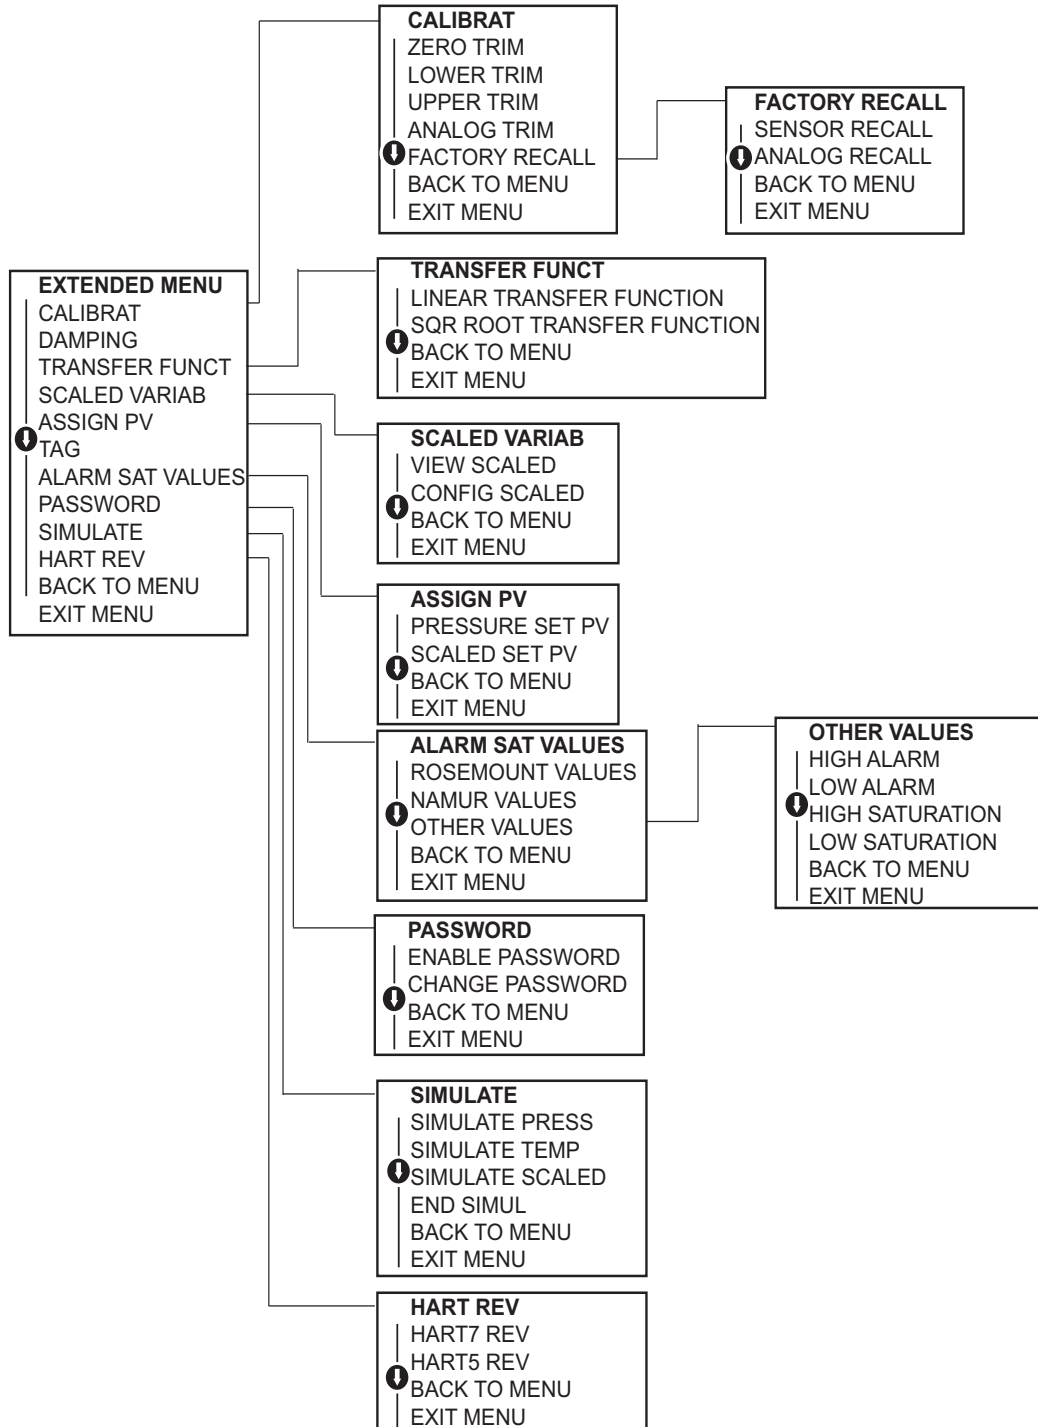 EXTENDED MENU
CALIBRAT
DAMPING
TRANSFER FUNCT
SCALED VARIAB
ASSIGN PV
TAG
ALARM SAT VALUES
PASSWORD
SIMULATE
HART REV
BACK TO MENU
EXIT MENU
CALIBRAT
ZERO TRIM
LOWER TRIM
UPPER TRIM
ANALOG TRIM
FACTORY RECALL
BACK TO MENU
EXIT MENU
FACTORY RECALL
SENSOR RECALL
ANALOG RECALL
BACK TO MENU
EXIT MENU
TRANSFER FUNCT
LINEAR TRANSFER FUNCTION
SQR ROOT TRANSFER FUNCTION
BACK TO MENU
EXIT MENU
SCALED VARIAB
VIEW SCALED
CONFIG SCALED
BACK TO MENU
EXIT MENU
ASSIGN PV
PRESSURE SET PV
SCALED SET PV
BACK TO MENU
EXIT MENU
ALARM SAT VALUES
ROSEMOUNT VALUES
NAMUR VALUES
OTHER VALUES
BACK TO MENU
EXIT MENU
OTHER VALUES
HIGH ALARM
LOW ALARM
HIGH SATURATION
LOW SATURATION
BACK TO MENU
EXIT MENU
PASSWORD
ENABLE PASSWORD
CHANGE PASSWORD
BACK TO MENU
EXIT MENU
SIMULATE
SIMULATE PRESS
SIMULATE TEMP
SIMULATE SCALED
END SIMUL
BACK TO MENU
EXIT MENU
HART REV
HART7 REV
HART5 REV
BACK TO MENU
EXIT MENU